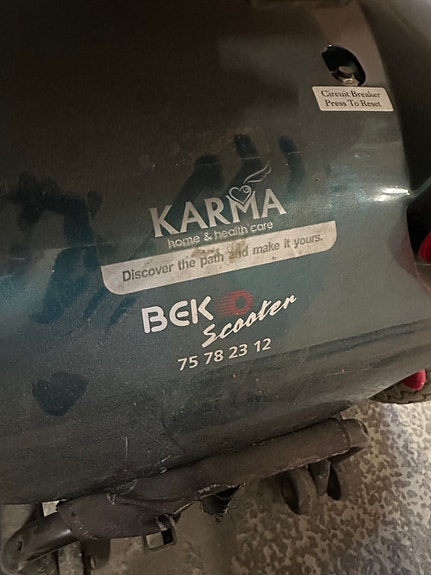 Circuit Breaker
Press To Reset
KARMA
home & health care
Discover the path and make it yours.
BEK
Scooter
75 78 23 12